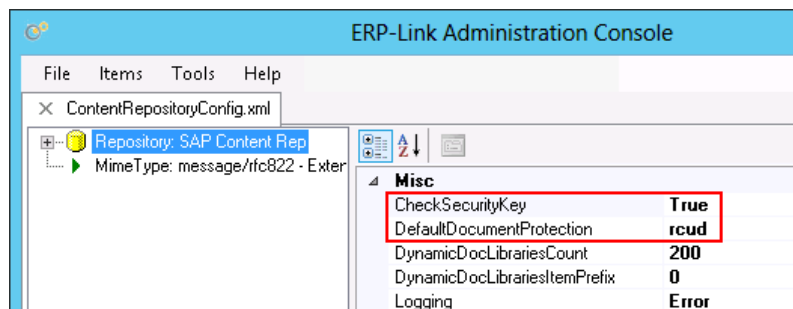 ERP-Link Administration Console
File Items Tools Help
ContentRepositoryConfig.xml
Repository: SAP Content Rep
MimeType: message/rfc822 - Exter
Misc
CheckSecurityKey True
DefaultDocumentProtection rcud
DynamicDocLibrariesCount 200
DynamicDocLibrariesItemPrefix 0
Logging Error